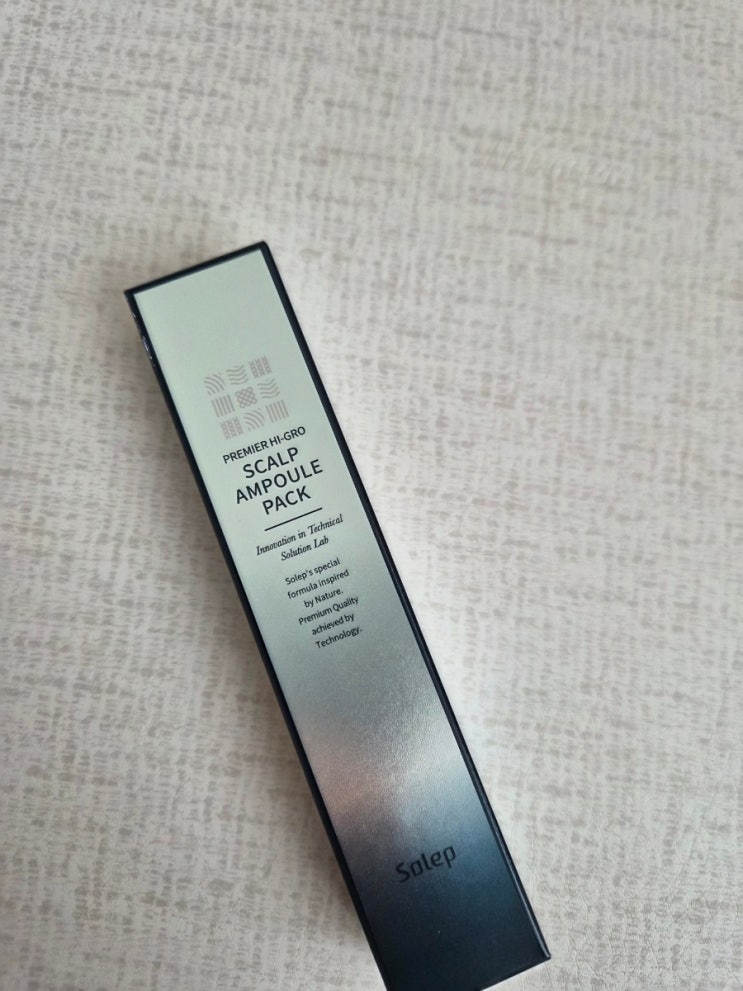 PREMIER HI-GRO
SCALP
AMPOULE
PACK
Innovation in Technical
Solution Lab
Solep's special
formula inspired
by Nature.
Premium Quality
achieved by
Technology.
Solep